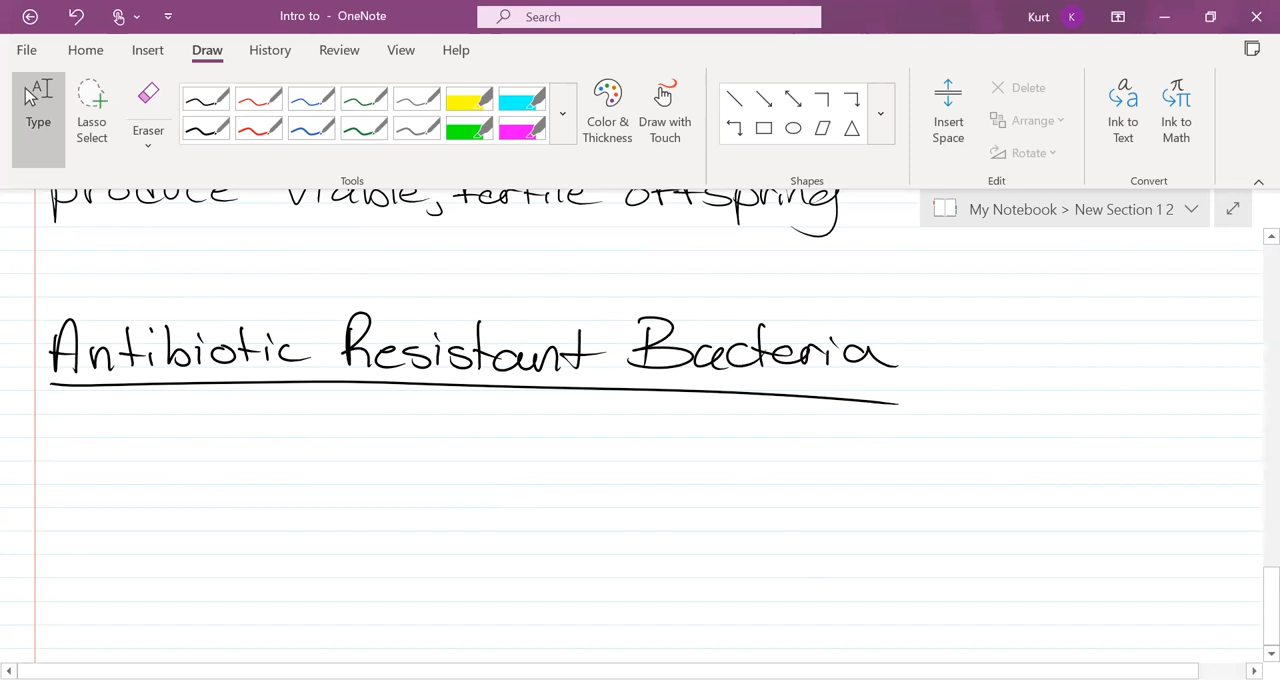 Intro to - OneNote
Search
Kurt K
File Home Insert Draw History Review View Help
Type
Lasso Select
Eraser
Color & Thickness
Draw with Touch
Insert Space
Delete
Arrange
Rotate
Ink to Text
Ink to Math
Tools Shapes Edit Convert
My Notebook > New Section 1 2
produce viable, fertile offspring
Antibiotic Resistant Bacteria